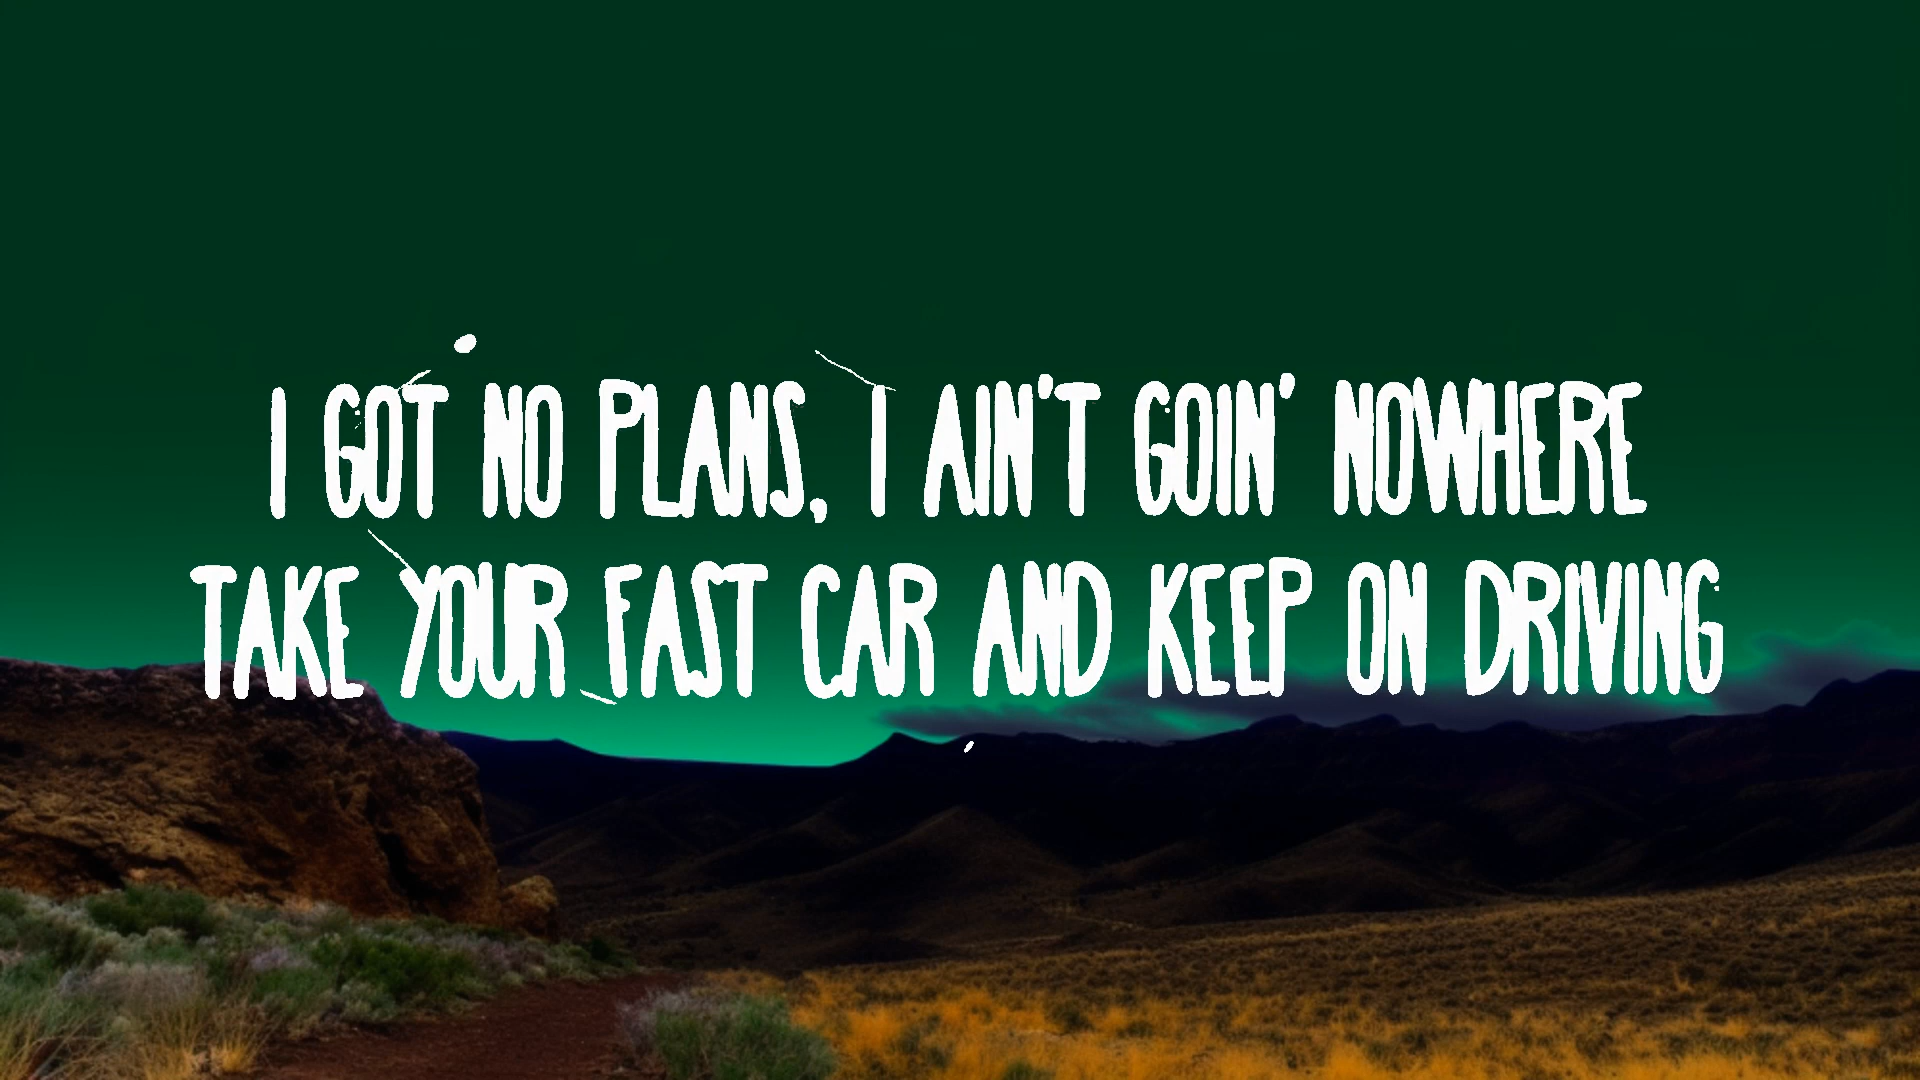 I GOT NO PLANS, I AIN'T GOIN' NOWHERE
TAKE YOUR FAST CAR AND KEEP ON DRIVING